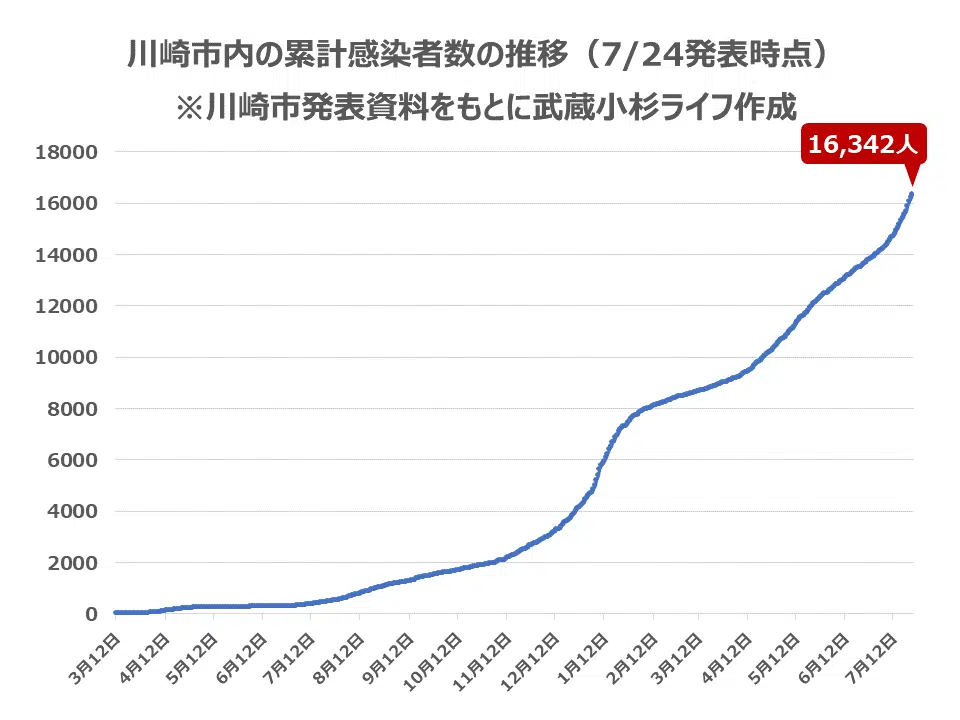 川崎市内の累計感染者数の推移（7/24発表時点）
※川崎市発表資料をもとに武蔵小杉ライフ作成
16,342人
18000
16000
14000
12000
10000
8000
6000
4000
2000
0
3月12日
4月12日
5月12日
6月12日
7月12日
8月12日
9月12日
10月12日
11月12日
12月12日
1月12日
2月12日
3月12日
4月12日
5月12日
6月12日
7月12日